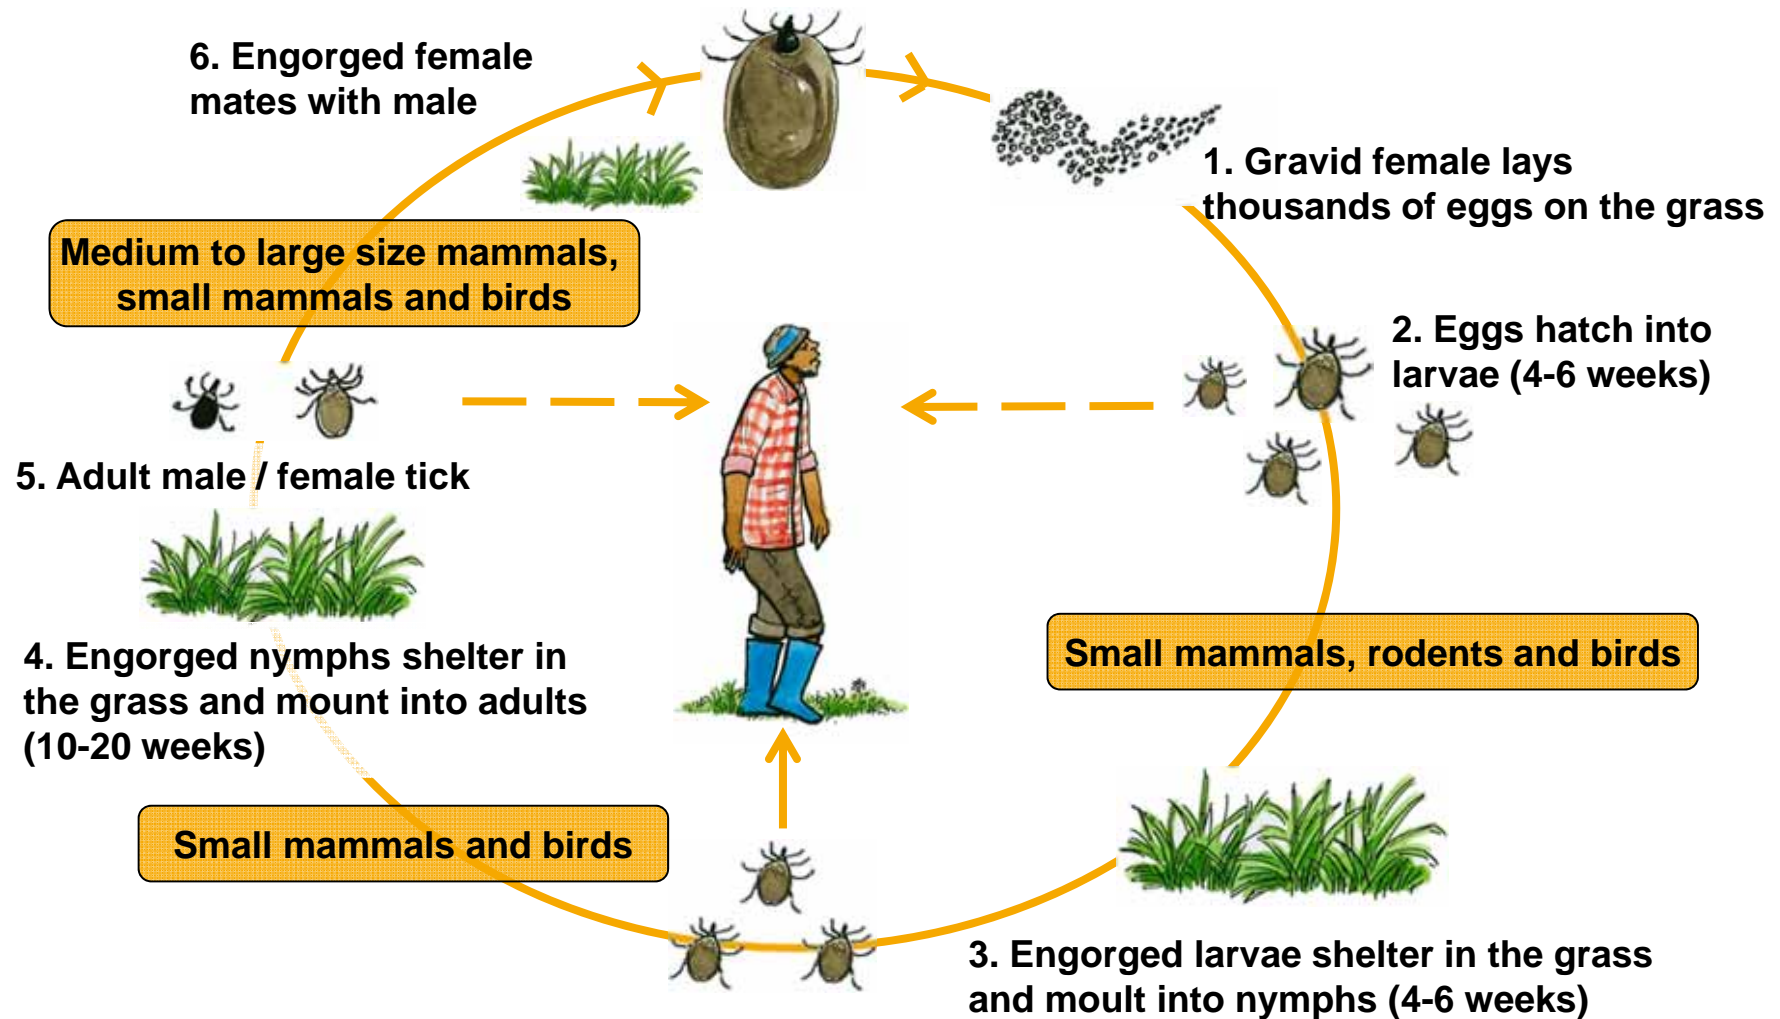 6. Engorged female
mates with male
1. Gravid female lays
thousands of eggs on the grass
Medium to large size mammals,
small mammals and birds
2. Eggs hatch into
larvae (4-6 weeks)
5. Adult male / female tick
Small mammals, rodents and birds
4. Engorged nymphs shelter in
the grass and mount into adults
(10-20 weeks)
Small mammals and birds
3. Engorged larvae shelter in the grass
and moult into nymphs (4-6 weeks)